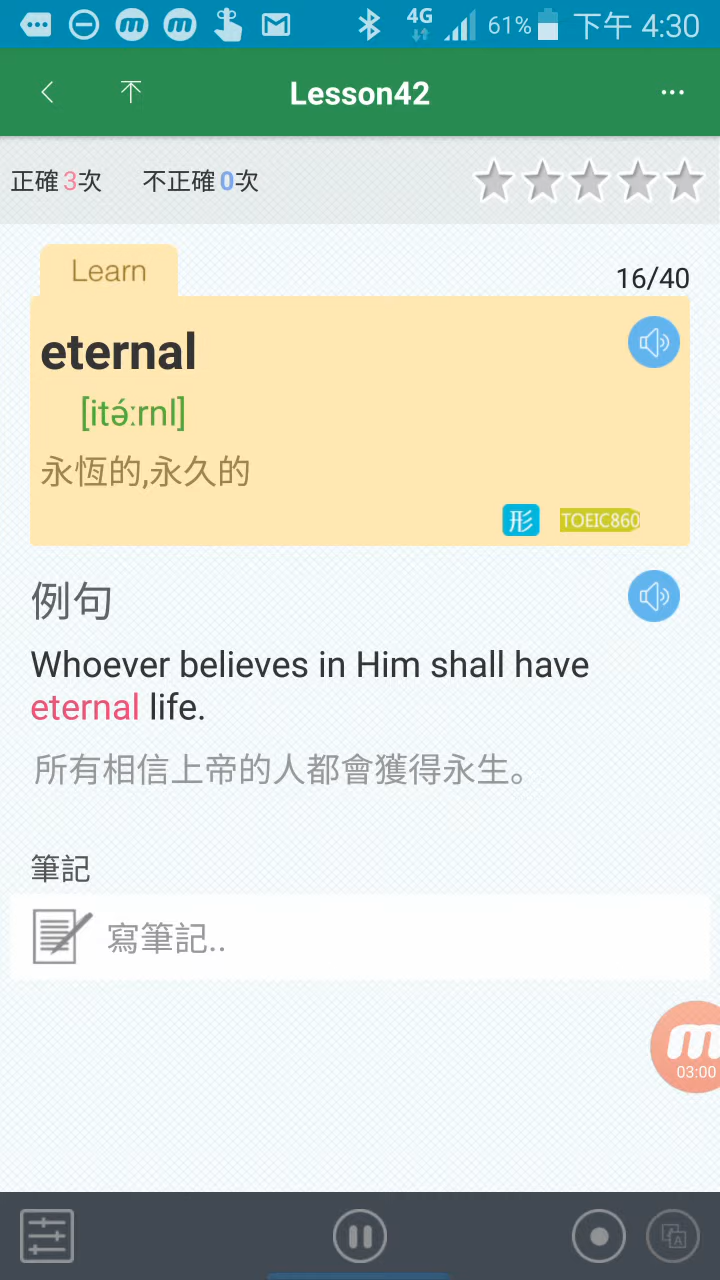 4G 61% 下午 4:30
Lesson42
正確3次 不正確0次
Learn
16/40
eternal
[itə́ːrnl]
永恆的,永久的
形 TOEIC860
例句
Whoever believes in Him shall have
eternal life.
所有相信上帝的人都會獲得永生。
筆記
寫筆記..
m
03:00